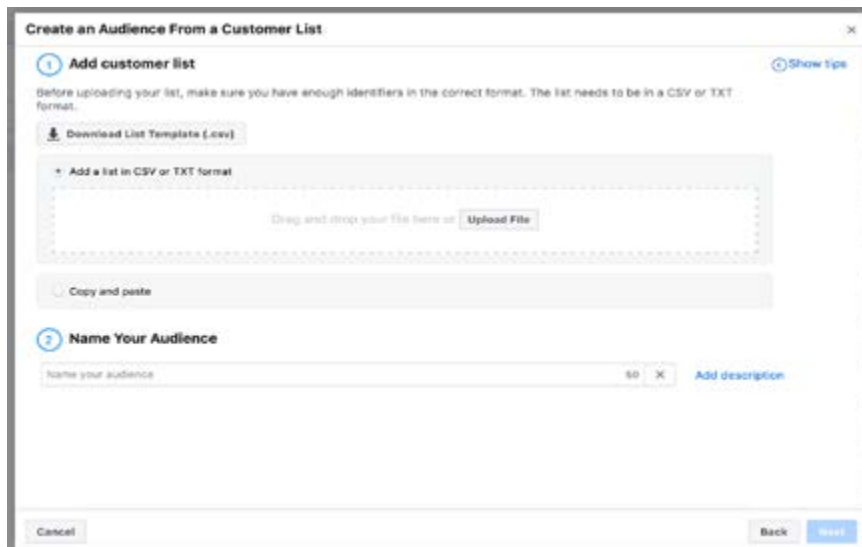 Create an Audience From a Customer List
×
1 Add customer list
Show tips
Before uploading your list, make sure you have enough identifiers in the correct format. The list needs to be in a CSV or TXT
format.
Download List Template (.csv)
Add a list in CSV or TXT format
Drag and drop your file here or Upload File
Copy and paste
2 Name Your Audience
Name your audience 50 × Add description
Cancel Back Next